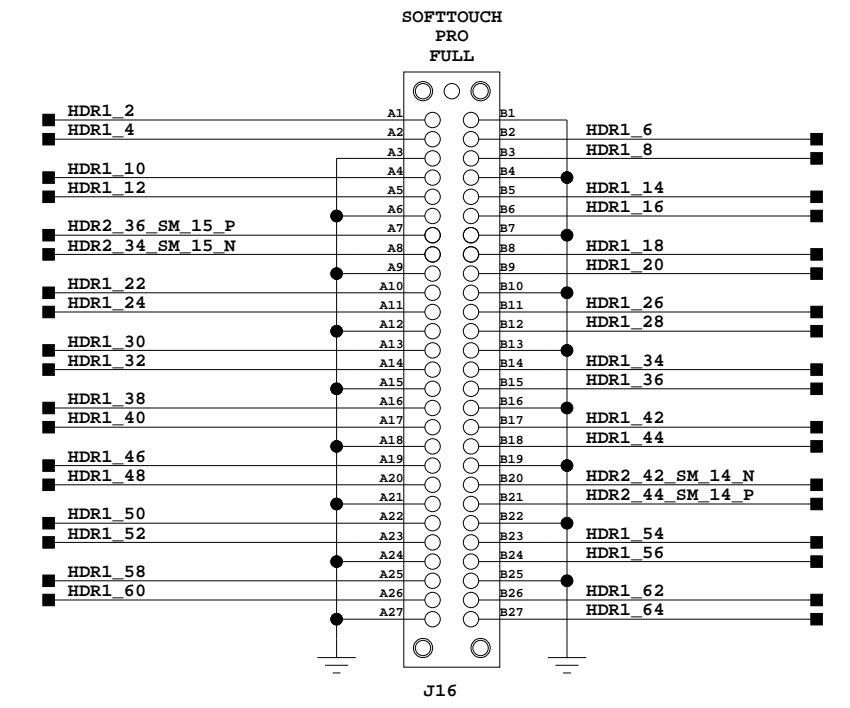 SOFTTOUCH
PRO
FULL
HDR1_2 A1 B1
HDR1_4 A2 B2 HDR1_6
A3 B3 HDR1_8
HDR1_10 A4 B4
HDR1_12 A5 B5 HDR1_14
A6 B6 HDR1_16
HDR2_36_SM_15_P A7 B7
HDR2_34_SM_15_N A8 B8 HDR1_18
A9 B9 HDR1_20
HDR1_22 A10 B10
HDR1_24 A11 B11 HDR1_26
A12 B12 HDR1_28
HDR1_30 A13 B13
HDR1_32 A14 B14 HDR1_34
A15 B15 HDR1_36
HDR1_38 A16 B16
HDR1_40 A17 B17 HDR1_42
A18 B18 HDR1_44
HDR1_46 A19 B19
HDR1_48 A20 B20 HDR2_42_SM_14_N
A21 B21 HDR2_44_SM_14_P
HDR1_50 A22 B22
HDR1_52 A23 B23 HDR1_54
A24 B24 HDR1_56
HDR1_58 A25 B25
HDR1_60 A26 B26 HDR1_62
A27 B27 HDR1_64
J16